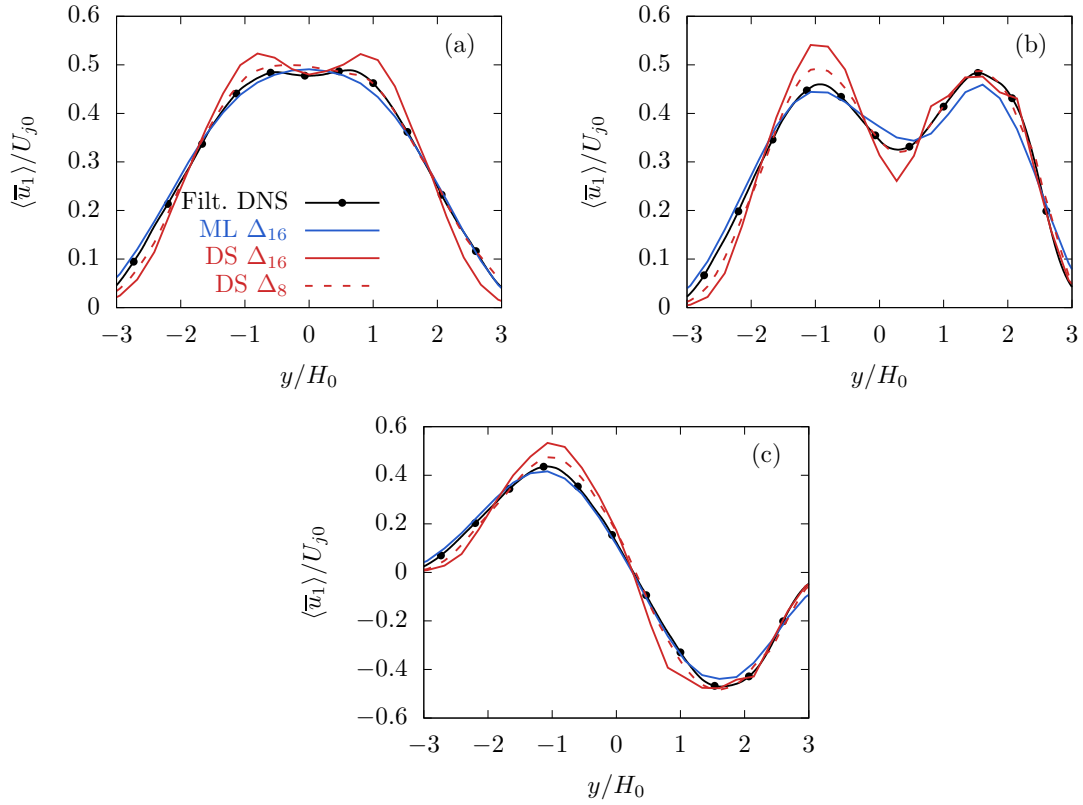 (a)
⟨u̅₁⟩/U_{j0}
0.6
0.5
0.4
0.3
0.2
0.1
0
Filt. DNS
ML Δ₁₆
DS Δ₁₆
DS Δ₈
−3 −2 −1 0 1 2 3
y/H₀
(b)
⟨u̅₁⟩/U_{j0}
0.6
0.5
0.4
0.3
0.2
0.1
0
−3 −2 −1 0 1 2 3
y/H₀
(c)
⟨u̅₁⟩/U_{j0}
0.6
0.4
0.2
0
−0.2
−0.4
−0.6
−3 −2 −1 0 1 2 3
y/H₀